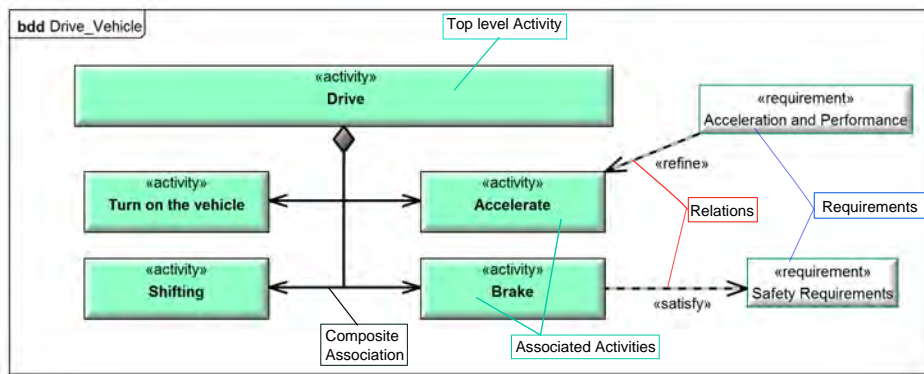 bdd Drive_Vehicle
Top level Activity
«activity»
Drive
«requirement»
Acceleration and Performance
«refine»
«activity»
Turn on the vehicle
«activity»
Accelerate
Relations
Requirements
«activity»
Shifting
«activity»
Brake
«requirement»
Safety Requirements
«satisfy»
Composite
Association
Associated Activities